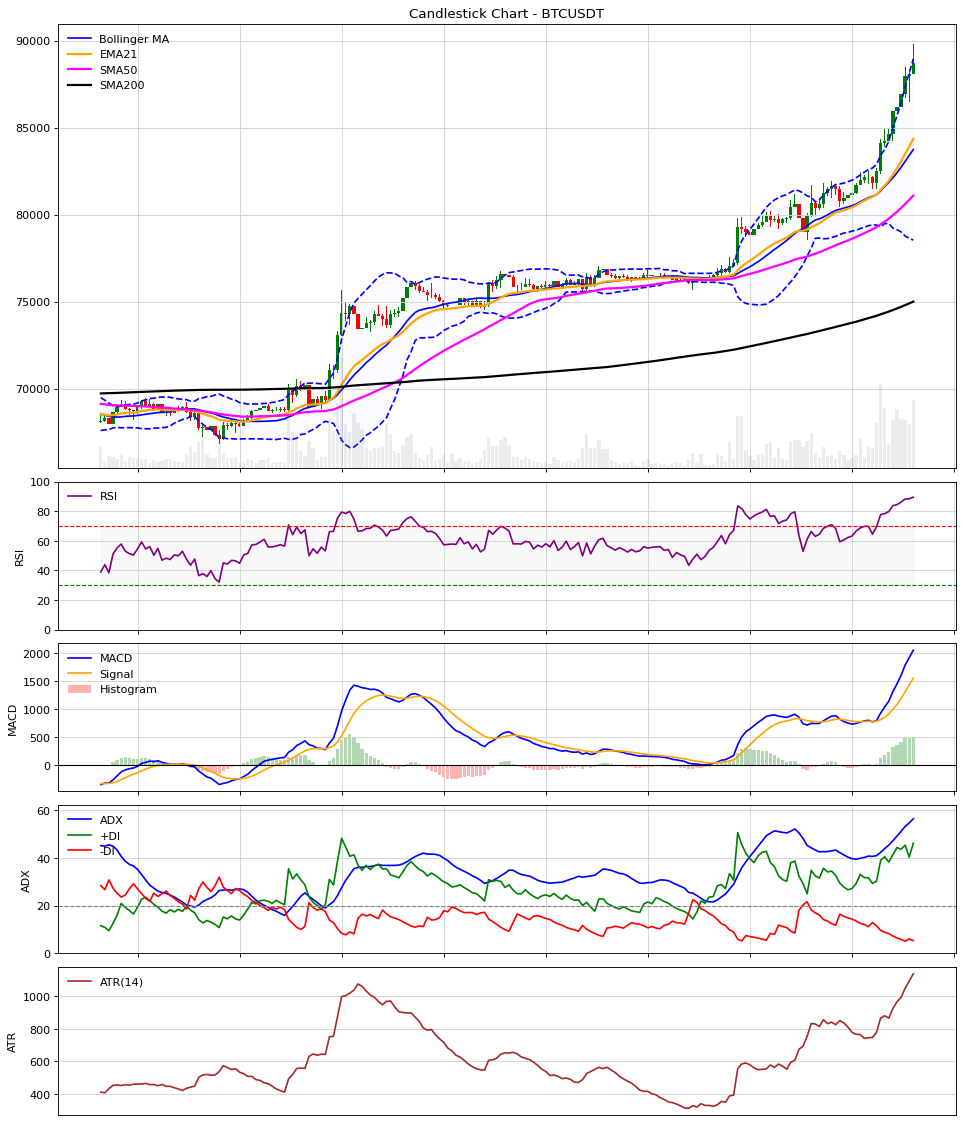 Candlestick Chart - BTCUSDT
Bollinger MA
EMA21
SMA50
SMA200
90000
85000
80000
75000
70000
RSI
RSI
100
80
60
40
20
0
MACD
Signal
Histogram
MACD
2000
1500
1000
500
0
ADX
+DI
-DI
ADX
60
40
20
0
ATR(14)
ATR
1000
800
600
400